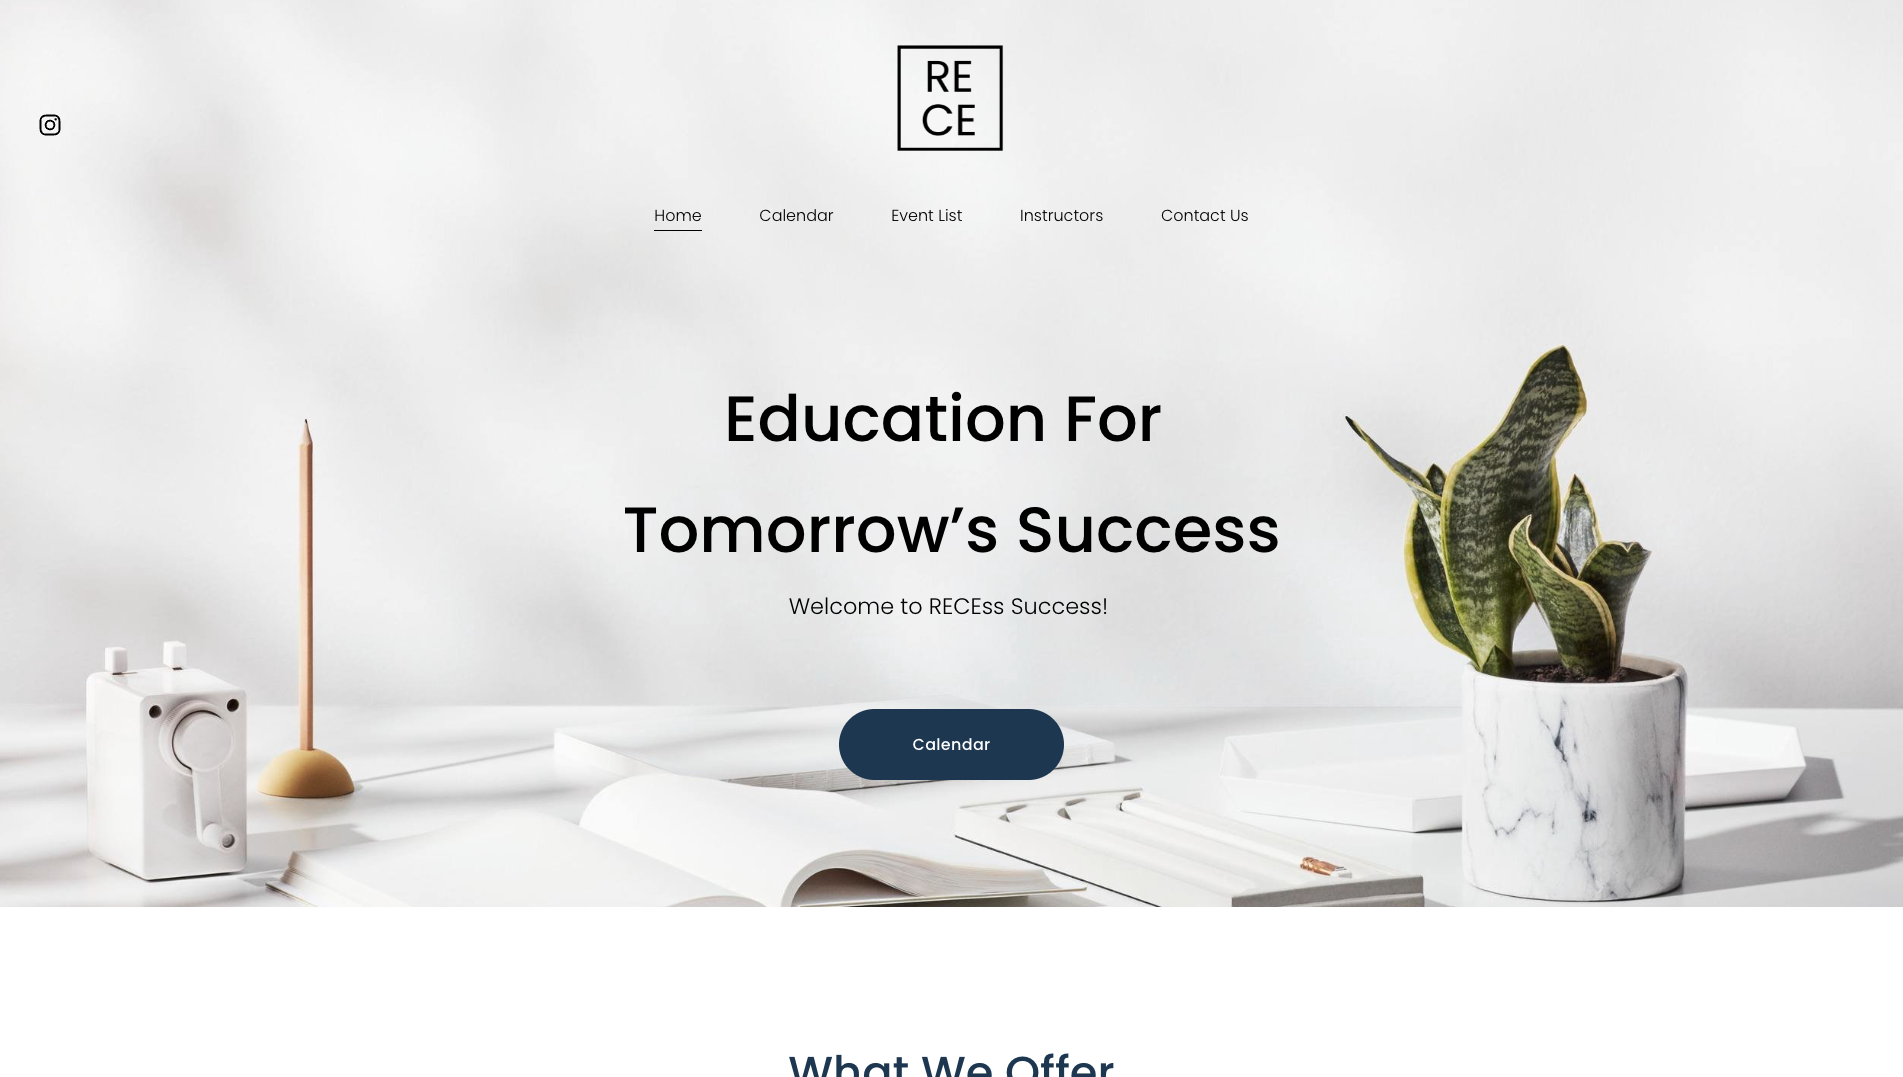 RE
CE
Home Calendar Event List Instructors Contact Us
Education For
Tomorrow’s Success
Welcome to RECEss Success!
Calendar
What We Offer